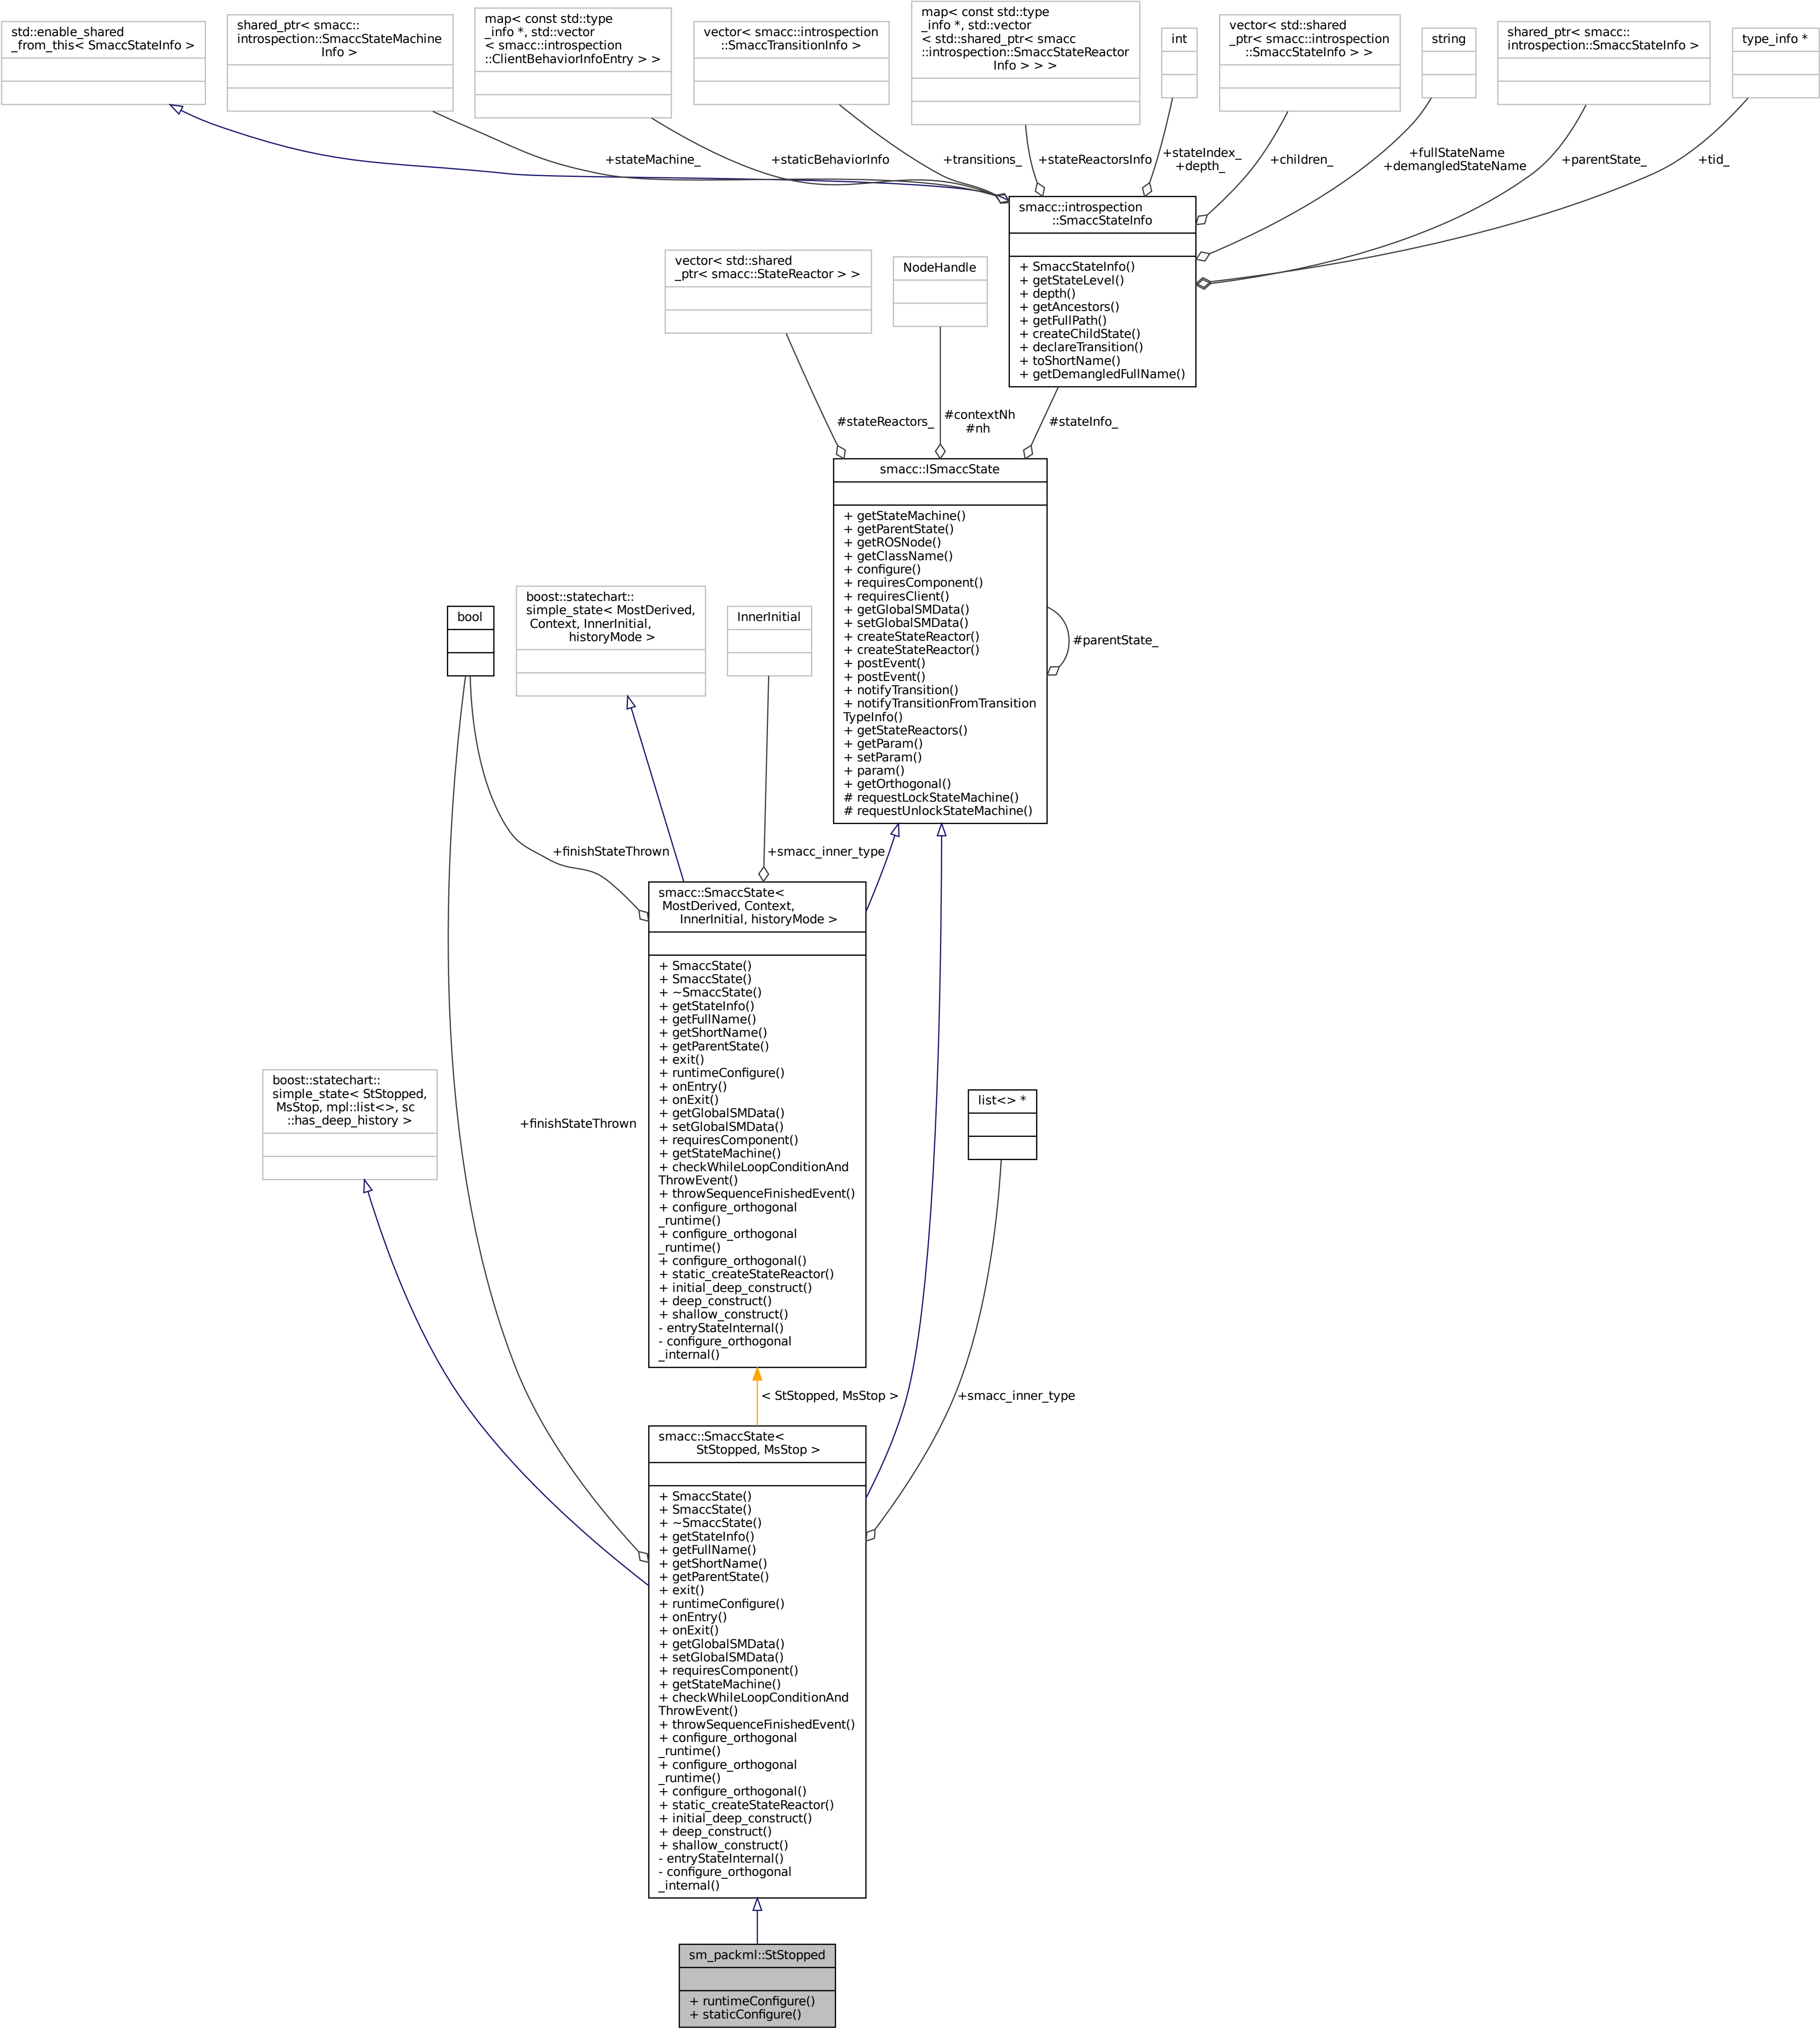 std::enable_shared
_from_this< SmaccStateInfo >
shared_ptr< smacc::
introspection::SmaccStateMachine
Info >
map< const std::type
_info *, std::vector
< smacc::introspection
::ClientBehaviorInfoEntry > >
vector< smacc::introspection
::SmaccTransitionInfo >
map< const std::type
_info *, std::vector
< std::shared_ptr< smacc
::introspection::SmaccStateReactor
Info > > >
int
vector< std::shared
_ptr< smacc::introspection
::SmaccStateInfo > >
string
shared_ptr< smacc::
introspection::SmaccStateInfo >
type_info *
+stateMachine_
+staticBehaviorInfo
+transitions_
+stateReactorsInfo
+stateIndex_
+depth_
+children_
+fullStateName
+demangledStateName
+parentState_
+tid_
smacc::introspection
::SmaccStateInfo
+ SmaccStateInfo()
+ getStateLevel()
+ depth()
+ getAncestors()
+ getFullPath()
+ createChildState()
+ declareTransition()
+ toShortName()
+ getDemangledFullName()
vector< std::shared
_ptr< smacc::StateReactor > >
NodeHandle
#stateReactors_
#contextNh
#nh
#stateInfo_
smacc::ISmaccState
+ getStateMachine()
+ getParentState()
+ getROSNode()
+ getClassName()
+ configure()
+ requiresComponent()
+ requiresClient()
+ getGlobalSMData()
+ setGlobalSMData()
+ createStateReactor()
+ createStateReactor()
+ postEvent()
+ postEvent()
+ notifyTransition()
+ notifyTransitionFromTransition
TypeInfo()
+ getStateReactors()
+ getParam()
+ setParam()
+ param()
+ getOrthogonal()
# requestLockStateMachine()
# requestUnlockStateMachine()
#parentState_
bool
boost::statechart::
simple_state< MostDerived,
Context, InnerInitial,
historyMode >
InnerInitial
+finishStateThrown
+smacc_inner_type
smacc::SmaccState<
MostDerived, Context,
InnerInitial, historyMode >
+ SmaccState()
+ SmaccState()
+ ~SmaccState()
+ getStateInfo()
+ getFullName()
+ getShortName()
+ getParentState()
+ exit()
+ runtimeConfigure()
+ onEntry()
+ onExit()
+ getGlobalSMData()
+ setGlobalSMData()
+ requiresComponent()
+ getStateMachine()
+ checkWhileLoopConditionAnd
ThrowEvent()
+ throwSequenceFinishedEvent()
+ configure_orthogonal
_runtime()
+ configure_orthogonal
_runtime()
+ configure_orthogonal()
+ static_createStateReactor()
+ initial_deep_construct()
+ deep_construct()
+ shallow_construct()
- entryStateInternal()
- configure_orthogonal
_internal()
boost::statechart::
simple_state< StStopped,
MsStop, mpl::list<>, sc
::has_deep_history >
+finishStateThrown
list<> *
< StStopped, MsStop >
+smacc_inner_type
smacc::SmaccState<
StStopped, MsStop >
+ SmaccState()
+ SmaccState()
+ ~SmaccState()
+ getStateInfo()
+ getFullName()
+ getShortName()
+ getParentState()
+ exit()
+ runtimeConfigure()
+ onEntry()
+ onExit()
+ getGlobalSMData()
+ setGlobalSMData()
+ requiresComponent()
+ getStateMachine()
+ checkWhileLoopConditionAnd
ThrowEvent()
+ throwSequenceFinishedEvent()
+ configure_orthogonal
_runtime()
+ configure_orthogonal
_runtime()
+ configure_orthogonal()
+ static_createStateReactor()
+ initial_deep_construct()
+ deep_construct()
+ shallow_construct()
- entryStateInternal()
- configure_orthogonal
_internal()
sm_packml::StStopped
+ runtimeConfigure()
+ staticConfigure()